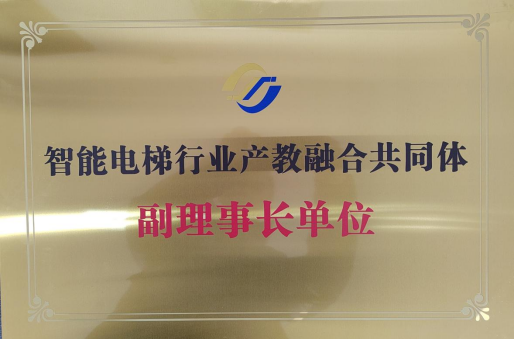 智能电梯行业产教融合共同体
副理事长单位